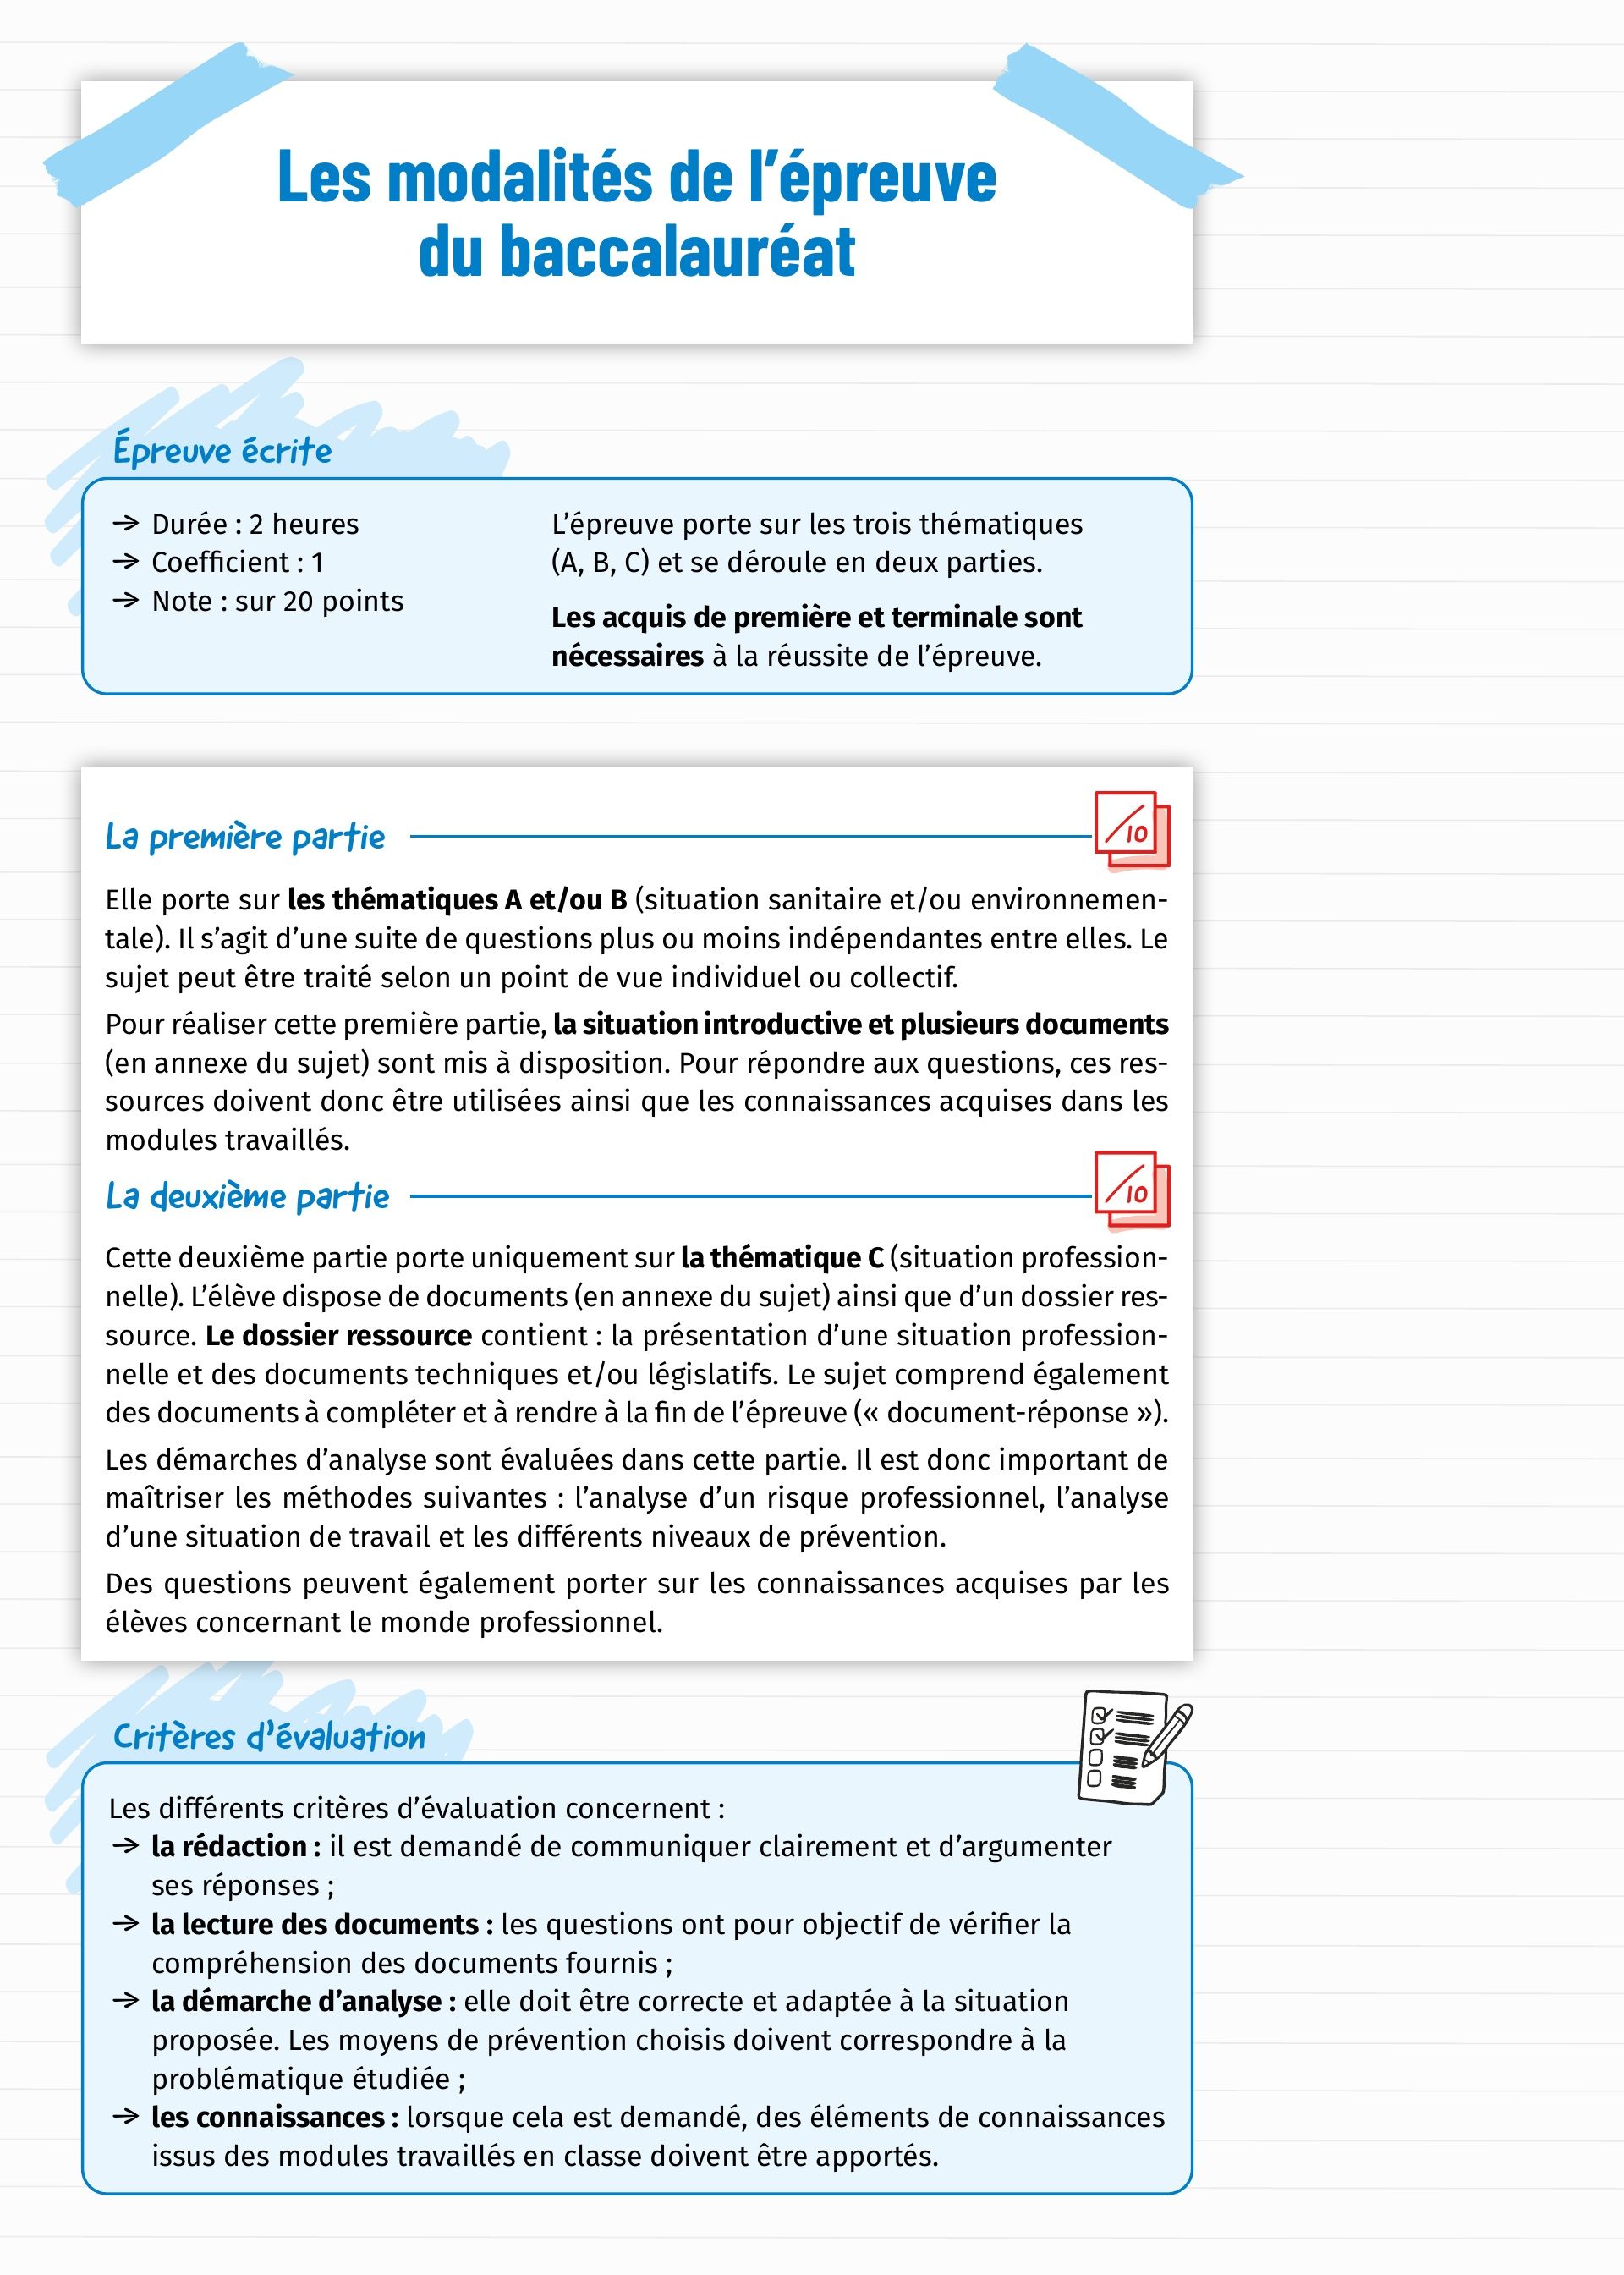 Les modalités de l’épreuve
du baccalauréat
Épreuve écrite
→ Durée : 2 heures
→ Coefficient : 1
→ Note : sur 20 points
L’épreuve porte sur les trois thématiques
(A, B, C) et se déroule en deux parties.
Les acquis de première et terminale sont
nécessaires à la réussite de l’épreuve.
La première partie
/10
Elle porte sur les thématiques A et/ou B (situation sanitaire et/ou environnemen-
tale). Il s’agit d’une suite de questions plus ou moins indépendantes entre elles. Le
sujet peut être traité selon un point de vue individuel ou collectif.
Pour réaliser cette première partie, la situation introductive et plusieurs documents
(en annexe du sujet) sont mis à disposition. Pour répondre aux questions, ces res-
sources doivent donc être utilisées ainsi que les connaissances acquises dans les
modules travaillés.
La deuxième partie
/10
Cette deuxième partie porte uniquement sur la thématique C (situation profession-
nelle). L’élève dispose de documents (en annexe du sujet) ainsi que d’un dossier res-
source. Le dossier ressource contient : la présentation d’une situation profession-
nelle et des documents techniques et/ou législatifs. Le sujet comprend également
des documents à compléter et à rendre à la fin de l’épreuve (« document-réponse »).
Les démarches d’analyse sont évaluées dans cette partie. Il est donc important de
maîtriser les méthodes suivantes : l’analyse d’un risque professionnel, l’analyse
d’une situation de travail et les différents niveaux de prévention.
Des questions peuvent également porter sur les connaissances acquises par les
élèves concernant le monde professionnel.
Critères d’évaluation
Les différents critères d’évaluation concernent :
→ la rédaction : il est demandé de communiquer clairement et d’argumenter
ses réponses ;
→ la lecture des documents : les questions ont pour objectif de vérifier la
compréhension des documents fournis ;
→ la démarche d’analyse : elle doit être correcte et adaptée à la situation
proposée. Les moyens de prévention choisis doivent correspondre à la
problématique étudiée ;
→ les connaissances : lorsque cela est demandé, des éléments de connaissances
issus des modules travaillés en classe doivent être apportés.